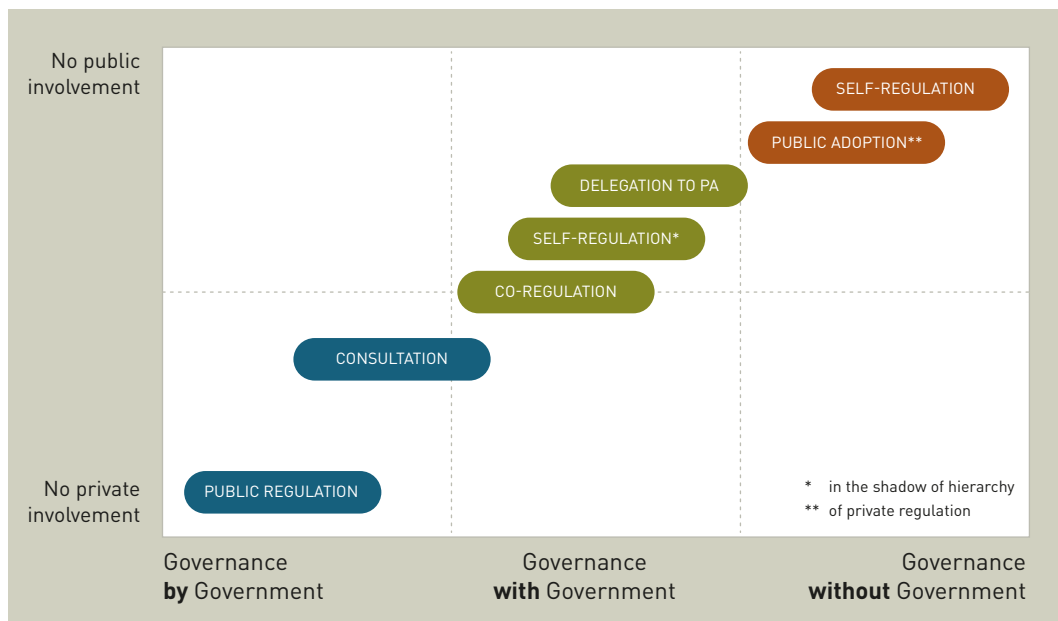 No public
involvement
SELF-REGULATION
PUBLIC ADOPTION**
DELEGATION TO PA
SELF-REGULATION*
CO-REGULATION
CONSULTATION
No private
involvement
PUBLIC REGULATION
* in the shadow of hierarchy
** of private regulation
Governance
by Government
Governance
with Government
Governance
without Government